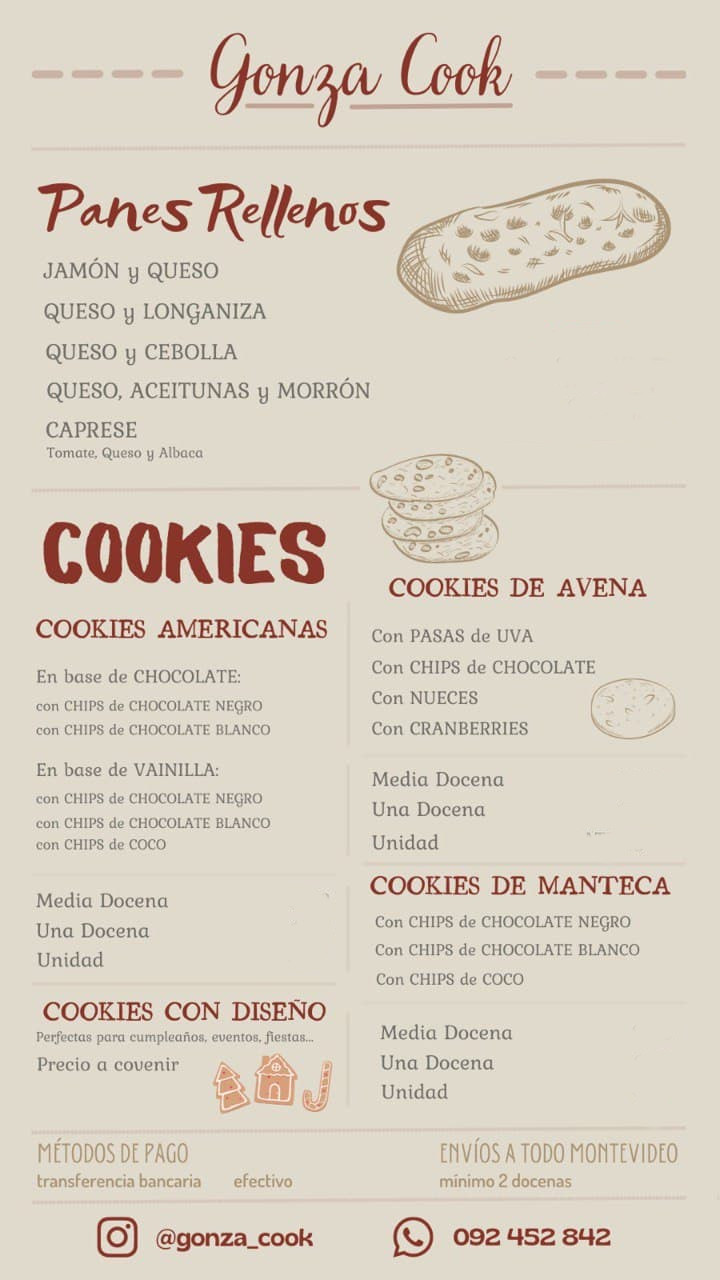 Gonza Cook
Panes Rellenos
JAMÓN y QUESO
QUESO y LONGANIZA
QUESO y CEBOLLA
QUESO, ACEITUNAS y MORRÓN
CAPRESE
Tomate, Queso y Albaca
COOKIES
COOKIES AMERICANAS
En base de CHOCOLATE:
con CHIPS de CHOCOLATE NEGRO
con CHIPS de CHOCOLATE BLANCO
En base de VAINILLA:
con CHIPS de CHOCOLATE NEGRO
con CHIPS de CHOCOLATE BLANCO
con CHIPS de COCO
Media Docena
Una Docena
Unidad
COOKIES CON DISEÑO
Perfectas para cumpleaños, eventos, fiestas...
Precio a covenir
COOKIES DE AVENA
Con PASAS de UVA
Con CHIPS de CHOCOLATE
Con NUECES
Con CRANBERRIES
Media Docena
Una Docena
Unidad
COOKIES DE MANTECA
Con CHIPS de CHOCOLATE NEGRO
Con CHIPS de CHOCOLATE BLANCO
Con CHIPS de COCO
Media Docena
Una Docena
Unidad
MÉTODOS DE PAGO
transferencia bancaria efectivo
ENVÍOS A TODO MONTEVIDEO
mínimo 2 docenas
@gonza_cook
092 452 842